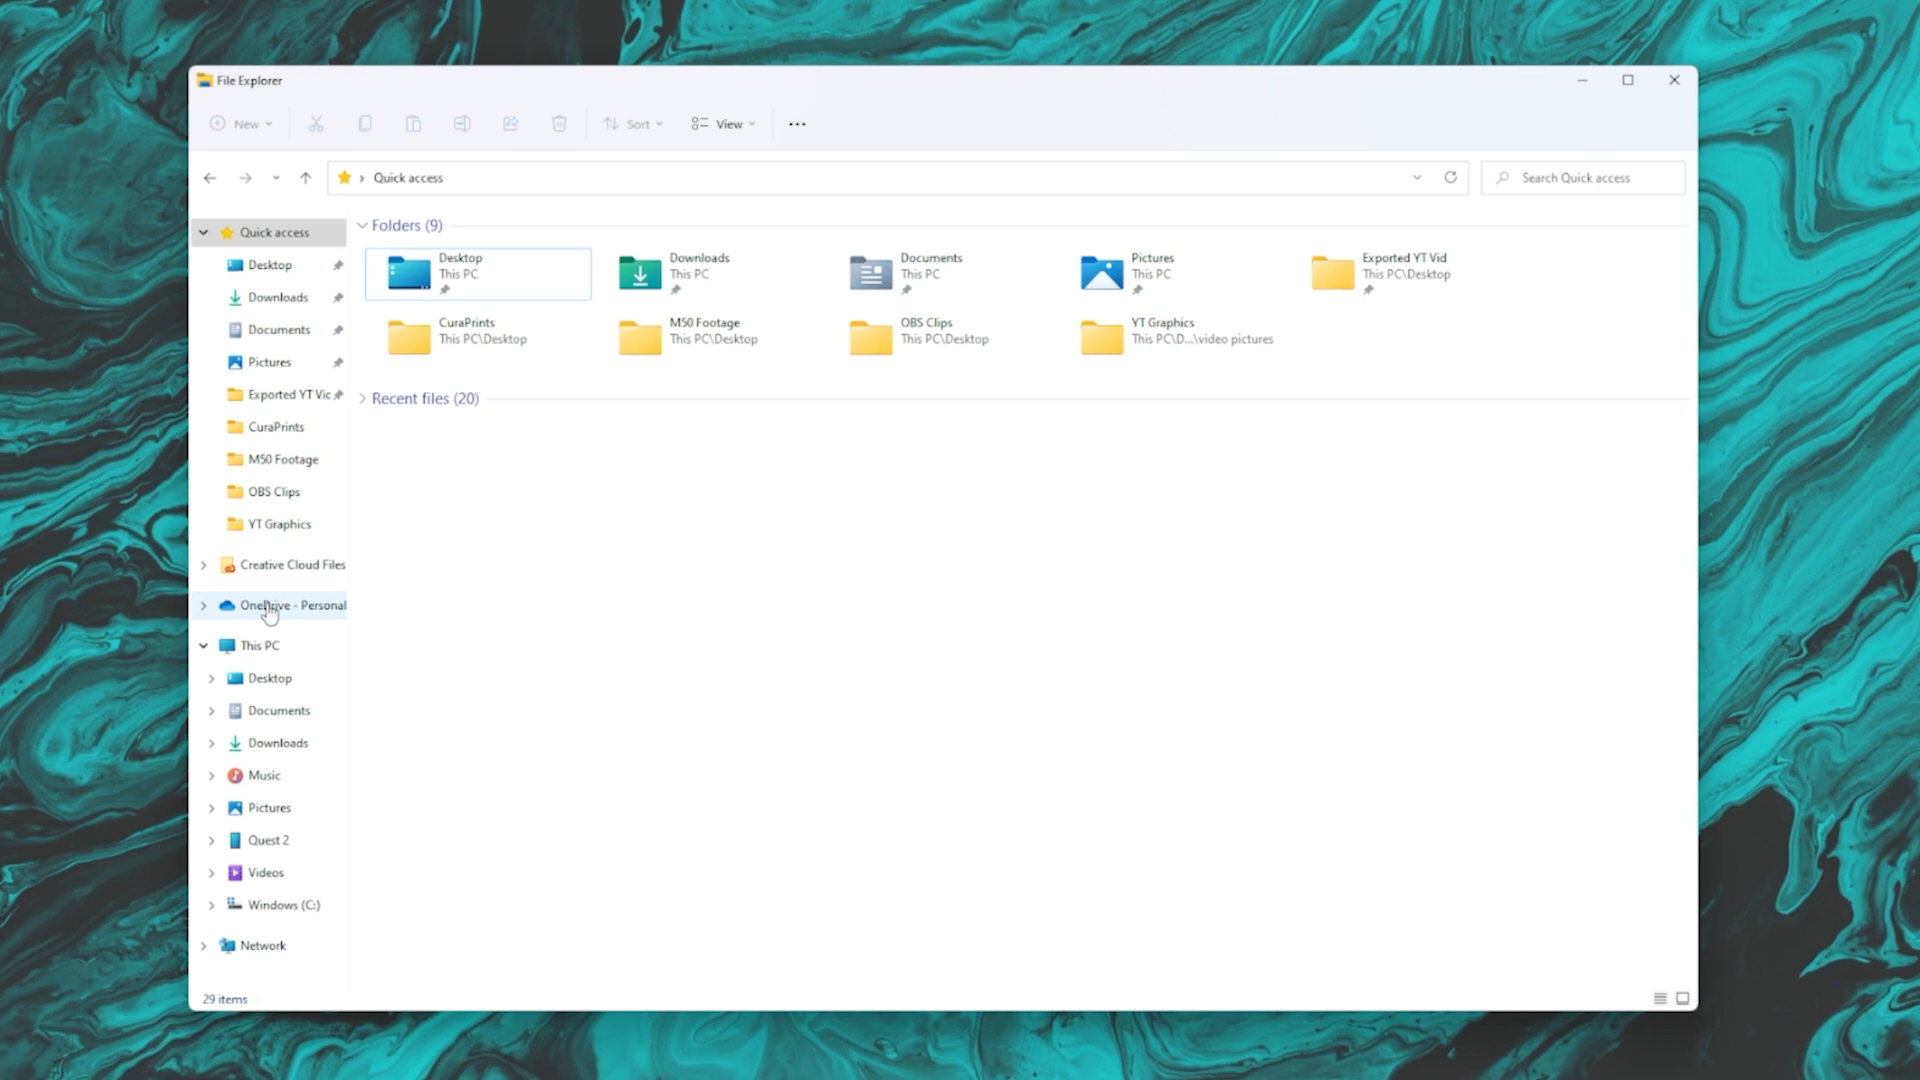 File Explorer
New
Sort
View
Quick access
Search Quick access
Quick access
Desktop
Downloads
Documents
Pictures
Exported YT Vic
CuraPrints
M50 Footage
OBS Clips
YT Graphics
Creative Cloud Files
OneDrive - Personal
This PC
Desktop
Documents
Downloads
Music
Pictures
Quest 2
Videos
Windows (C:)
Network
Folders (9)
Desktop
This PC
Downloads
This PC
Documents
This PC
Pictures
This PC
Exported YT Vid
This PC\Desktop
CuraPrints
This PC\Desktop
M50 Footage
This PC\Desktop
OBS Clips
This PC\Desktop
YT Graphics
This PC\D...\video pictures
Recent files (20)
29 items